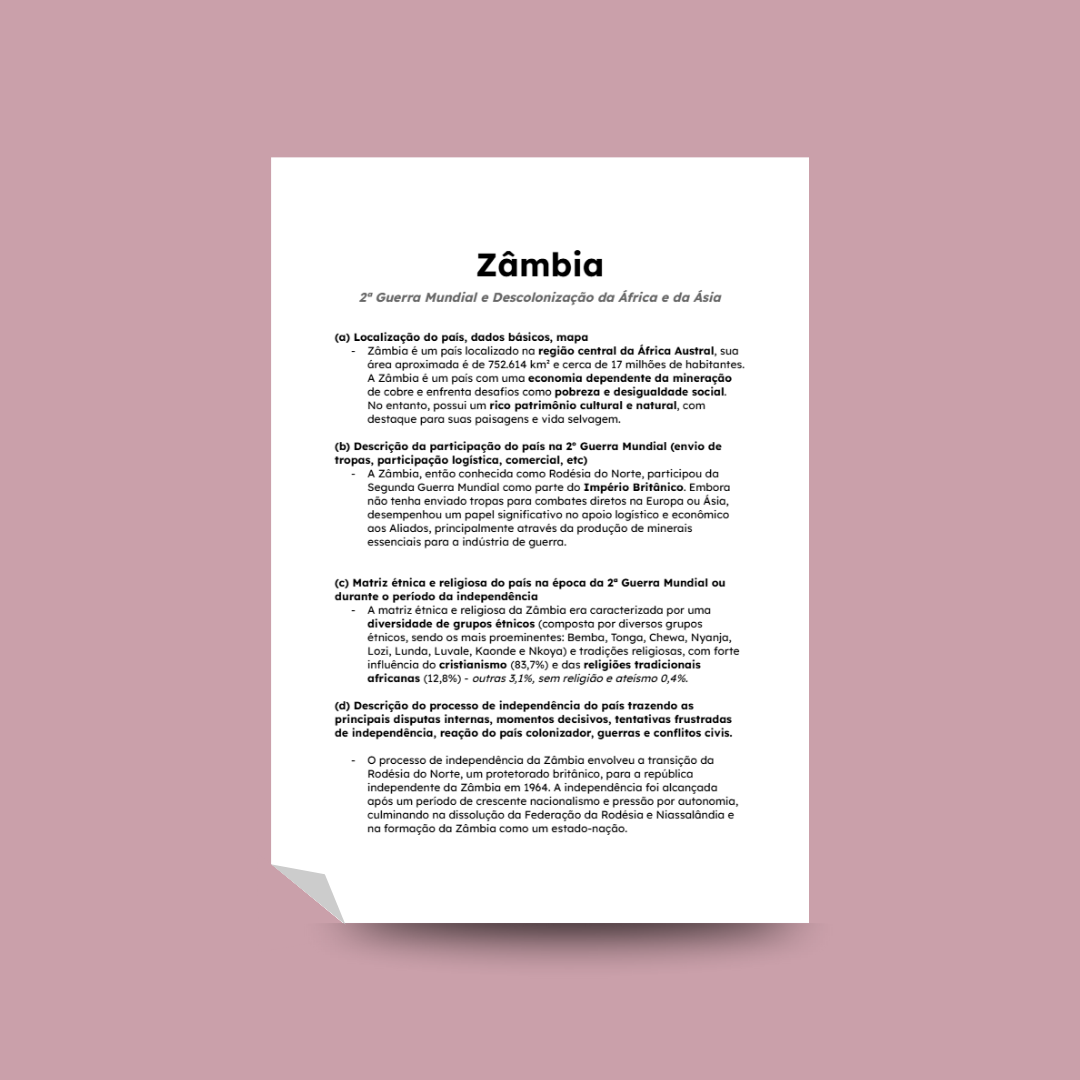 Zâmbia
2ª Guerra Mundial e Descolonização da África e da Ásia
(a) Localização do país, dados básicos, mapa
- Zâmbia é um país localizado na região central da África Austral, sua
área aproximada é de 752.614 km² e cerca de 17 milhões de habitantes.
A Zâmbia é um país com uma economia dependente da mineração
de cobre e enfrenta desafios como pobreza e desigualdade social.
No entanto, possui um rico patrimônio cultural e natural, com
destaque para suas paisagens e vida selvagem.
(b) Descrição da participação do país na 2ª Guerra Mundial (envio de
tropas, participação logística, comercial, etc)
- A Zâmbia, então conhecida como Rodésia do Norte, participou da
Segunda Guerra Mundial como parte do Império Britânico. Embora
não tenha enviado tropas para combates diretos na Europa ou Ásia,
desempenhou um papel significativo no apoio logístico e econômico
aos Aliados, principalmente através da produção de minerais
essenciais para a indústria de guerra.
(c) Matriz étnica e religiosa do país na época da 2ª Guerra Mundial ou
durante o período da independência
- A matriz étnica e religiosa da Zâmbia era caracterizada por uma
diversidade de grupos étnicos (composta por diversos grupos
étnicos, sendo os mais proeminentes: Bemba, Tonga, Chewa, Nyanja,
Lozi, Lunda, Luvale, Kaonde e Nkoya) e tradições religiosas, com forte
influência do cristianismo (83,7%) e das religiões tradicionais
africanas (12,8%) - outras 3,1%, sem religião e ateísmo 0,4%.
(d) Descrição do processo de independência do país trazendo as
principais disputas internas, momentos decisivos, tentativas frustradas
de independência, reação do país colonizador, guerras e conflitos civis.
- O processo de independência da Zâmbia envolveu a transição da
Rodésia do Norte, um protetorado britânico, para a república
independente da Zâmbia em 1964. A independência foi alcançada
após um período de crescente nacionalismo e pressão por autonomia,
culminando na dissolução da Federação da Rodésia e Niassalândia e
na formação da Zâmbia como um estado-nação.